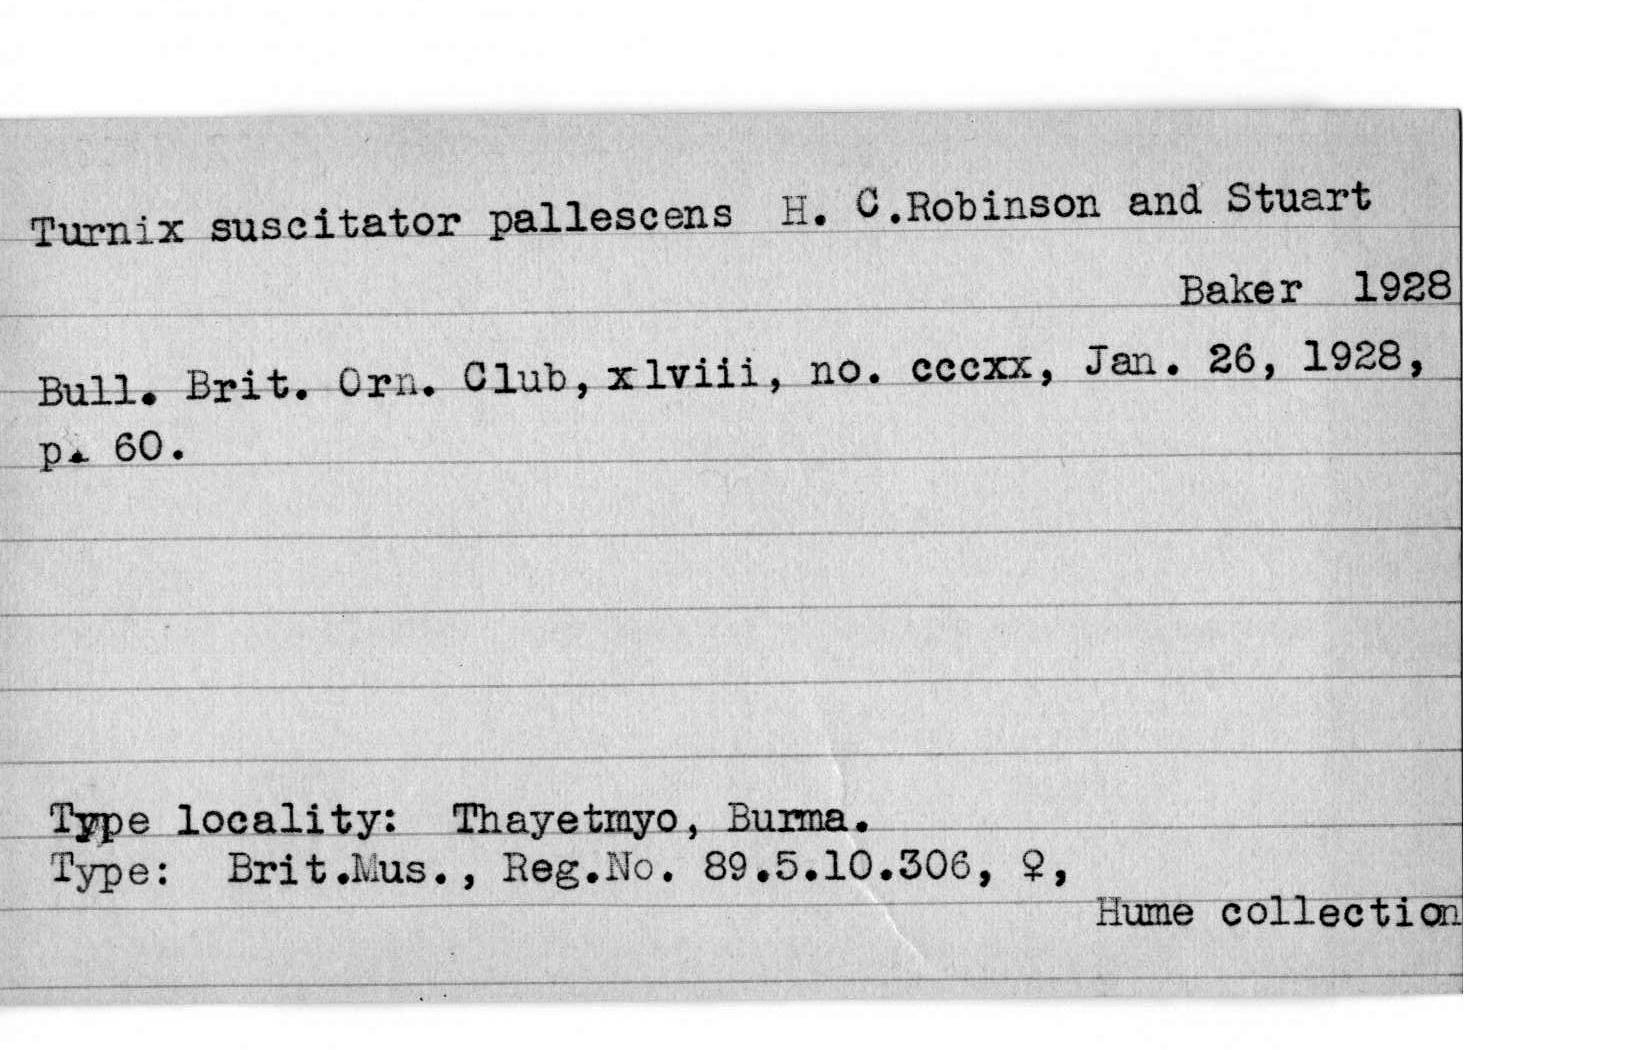 Turnix suscitator pallescens H. C.Robinson and Stuart
Baker 1928
Bull. Brit. Orn. Club, xlviii, no. cccxx, Jan. 26, 1928,
p. 60.
Type locality: Thayetmyo, Burma.
Type: Brit.Mus., Reg.No. 89.5.10.306, ♀,
Hume collection